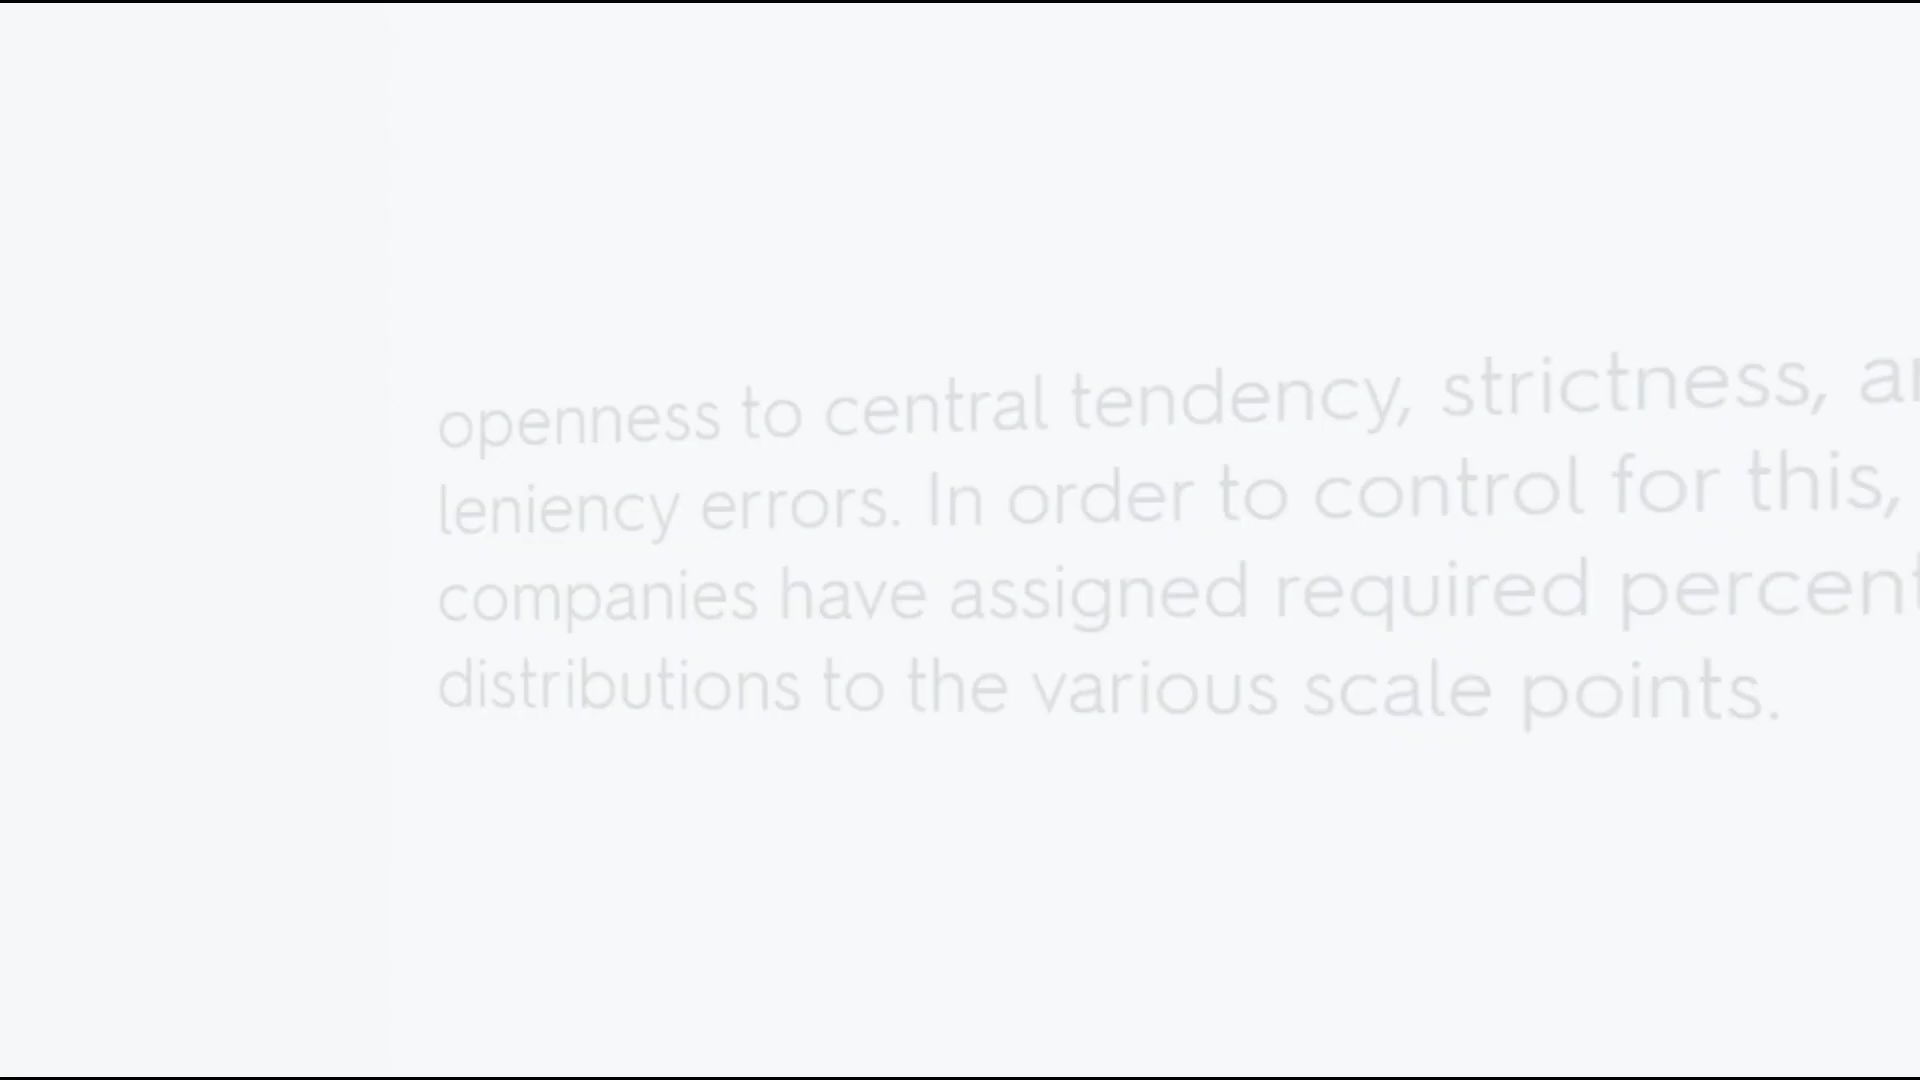 openness to central tendency, strictness,
leniency errors. In order to control for this,
companies have assigned required
distributions to the various scale points.